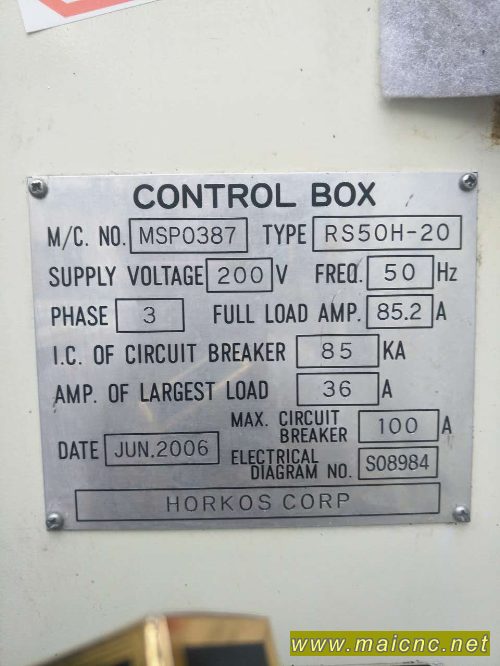 CONTROL BOX
M/C. NO. MSP0387 TYPE RS50H-20
SUPPLY VOLTAGE 200 V FREQ. 50 Hz
PHASE 3 FULL LOAD AMP. 85.2 A
I.C. OF CIRCUIT BREAKER 85 KA
AMP. OF LARGEST LOAD 36 A
MAX. CIRCUIT BREAKER 100 A
DATE JUN.2006 ELECTRICAL DIAGRAM NO. S08984
HORKOS CORP
www.maicnc.net